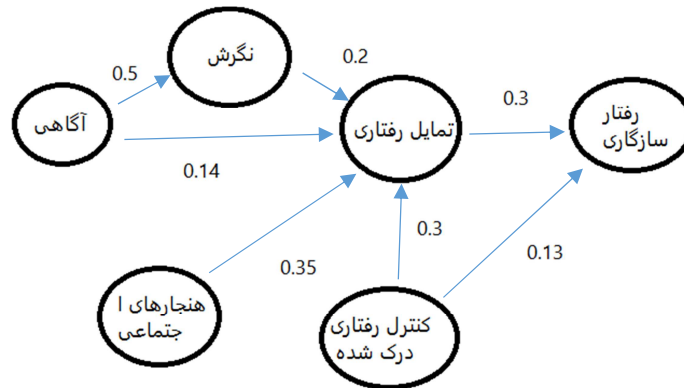 نگرش
0.5
0.2
آگاهی
0.14
تمایل رفتاری
0.3
رفتار
سازگاری
هنجارهای ا
جتماعی
0.35
0.3
0.13
کنترل رفتاری
درک شده